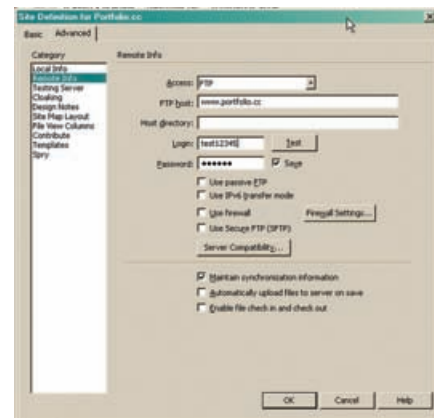 Site Definition for Portfolio.cc
Basic Advanced
Category
Local Info
Remote Info
Testing Server
Cloaking
Design Notes
Site Map Layout
File View Columns
Contribute
Templates
Spry
Remote Info
Access: FTP
FTP host: www.portfolio.cc
Host directory:
Login: test12345 Test
Password: ●●●●●● Save
Use passive FTP
Use IPv6 transfer mode
Use firewall Firewall Settings...
Use Secure FTP (SFTP)
Server Compatibility...
Maintain synchronization information
Automatically upload files to server on save
Enable file check in and check out
OK Cancel Help